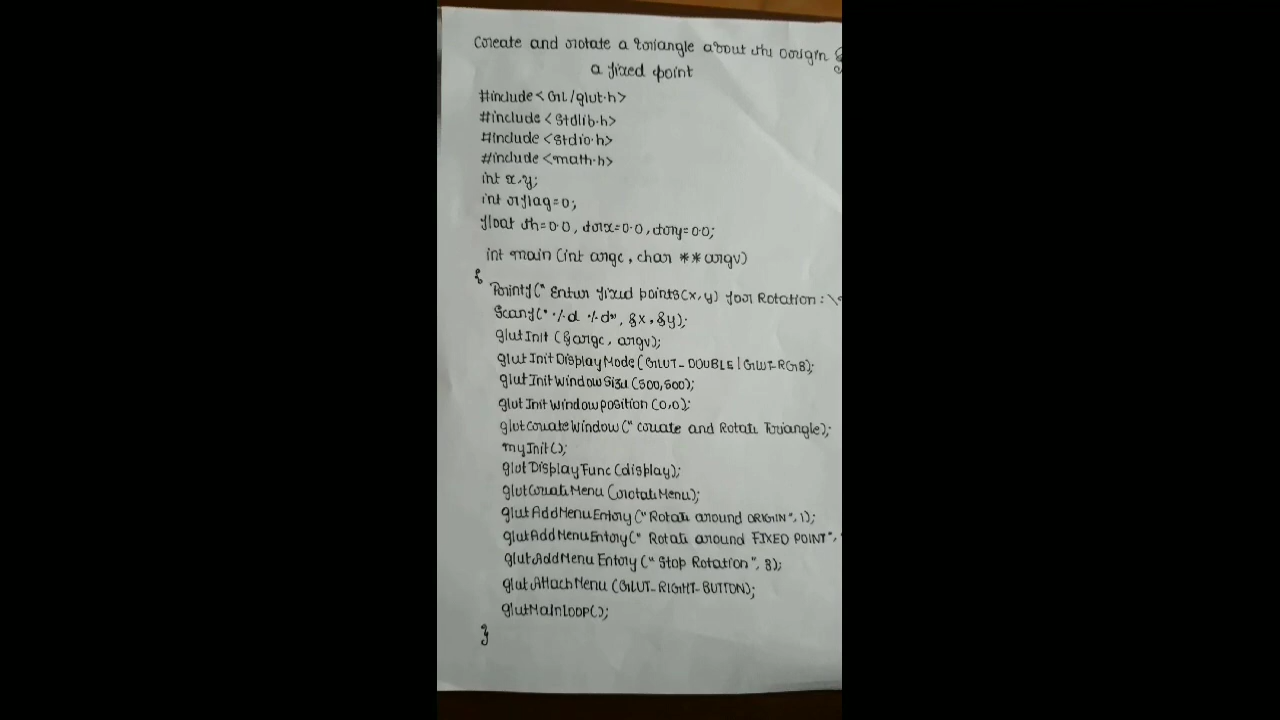 Create and rotate a triangle about the origin &
a fixed point
#include<GL/glut.h>
#include<stdlib.h>
#include<stdio.h>
#include<math.h>
int x,y;
int rflag=0;
float th=0.0, trx=0.0, try=0.0;
int main (int argc, char **argv)
{
Printf(" Enter fixed points(x,y) for Rotation : \
Scanf(" %d %d", &x, &y);
glutInit (&argc, argv);
glutInitDisplayMode(GLUT_DOUBLE | GLUT_RGB);
glutInitWindowSize (500,500);
glutInitWindowposition (0,0);
glutCreateWindow(" create and Rotate Triangle);
myInit();
glutDisplayFunc(display);
glutCreateMenu (rotateMenu);
glutAddMenuEntry("Rotate around ORIGIN", 1);
glutAddMenuEntry(" Rotate around FIXED POINT",
glutAddMenuEntry (" Stop Rotation", 3);
glutAttachMenu (GLUT_RIGHT_BUTTON);
glutMainLOOP();
}